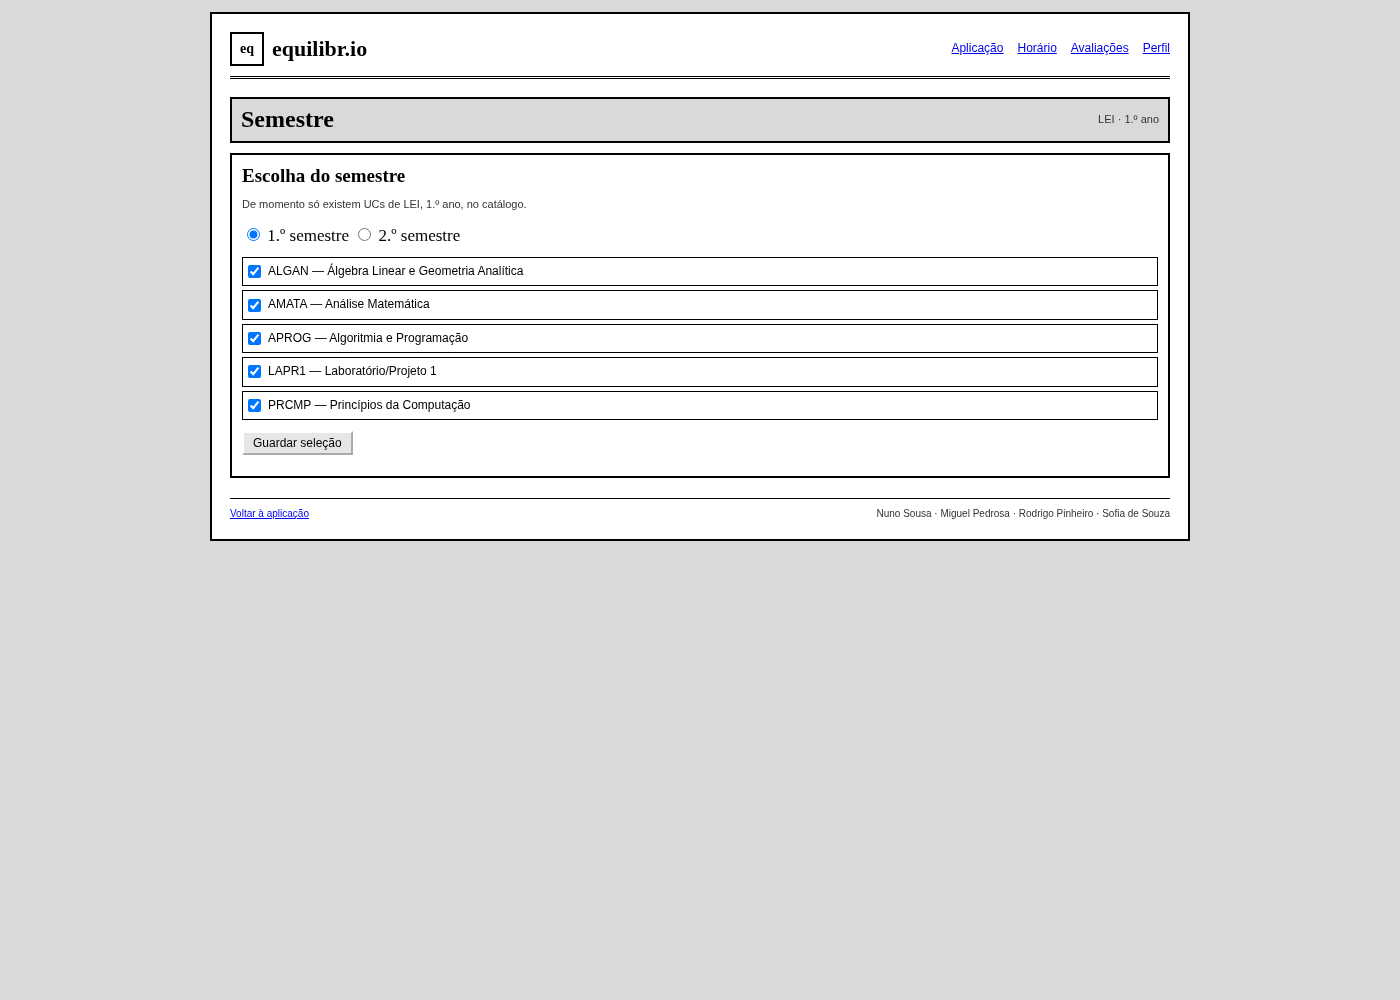 eq equilibr.io
Aplicação Horário Avaliações Perfil
Semestre
LEI · 1.º ano
Escolha do semestre
De momento só existem UCs de LEI, 1.º ano, no catálogo.
1.º semestre 2.º semestre
ALGAN — Álgebra Linear e Geometria Analítica
AMATA — Análise Matemática
APROG — Algoritmia e Programação
LAPR1 — Laboratório/Projeto 1
PRCMP — Princípios da Computação
Guardar seleção
Voltar à aplicação
Nuno Sousa · Miguel Pedrosa · Rodrigo Pinheiro · Sofia de Souza